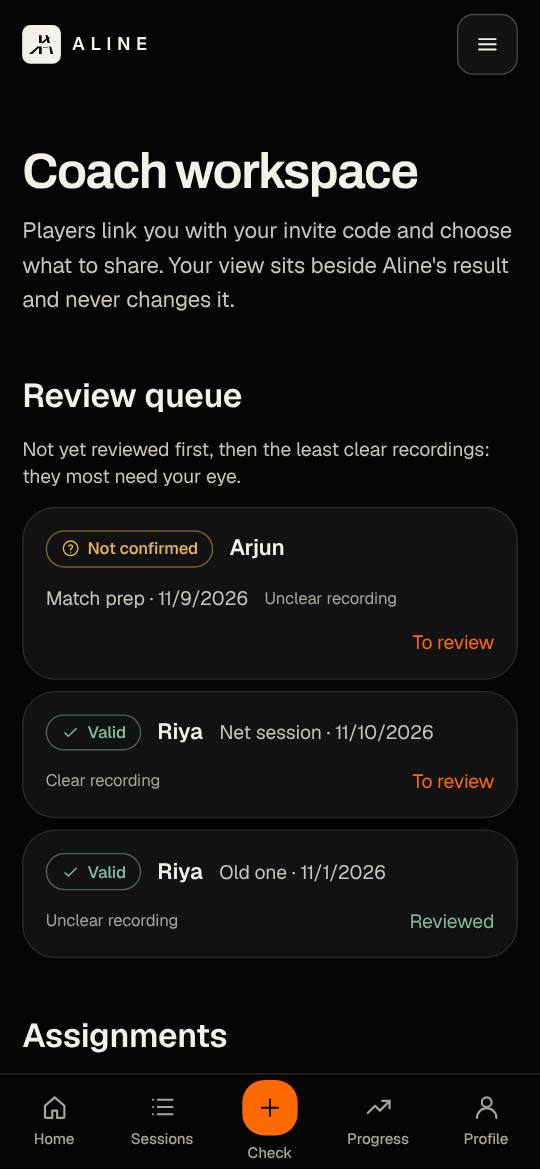 ALINE
Coach workspace
Players link you with your invite code and choose
what to share. Your view sits beside Aline's result
and never changes it.
Review queue
Not yet reviewed first, then the least clear recordings:
they most need your eye.
Not confirmed Arjun
Match prep · 11/9/2026 Unclear recording
To review
Valid Riya Net session · 11/10/2026
Clear recording To review
Valid Riya Old one · 11/1/2026
Unclear recording Reviewed
Assignments
Home Sessions Check Progress Profile